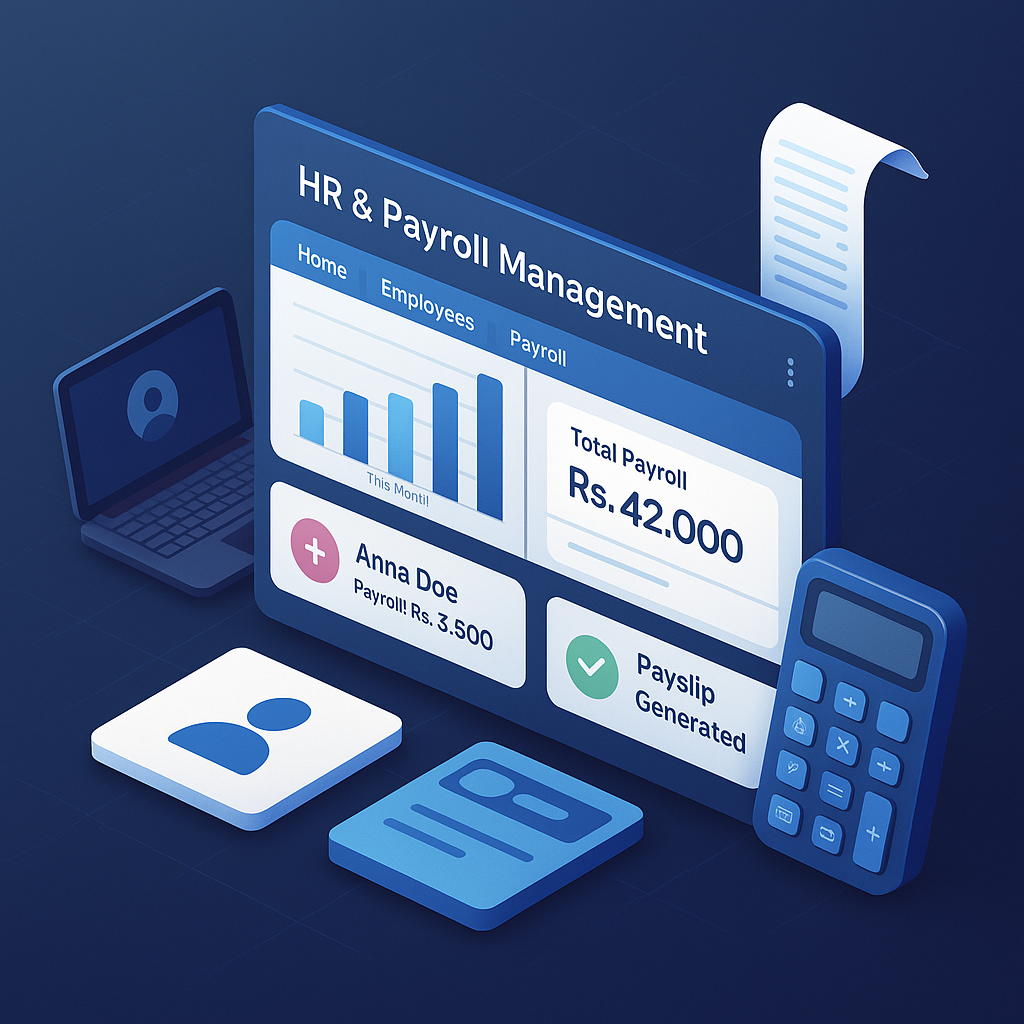 HR & Payroll Management
Home
Employees
Payroll
This Montl!
Total Payroll
Rs. 42.000
Anna Doe
Payroll! Rs. 3.500
Payslip
Generated